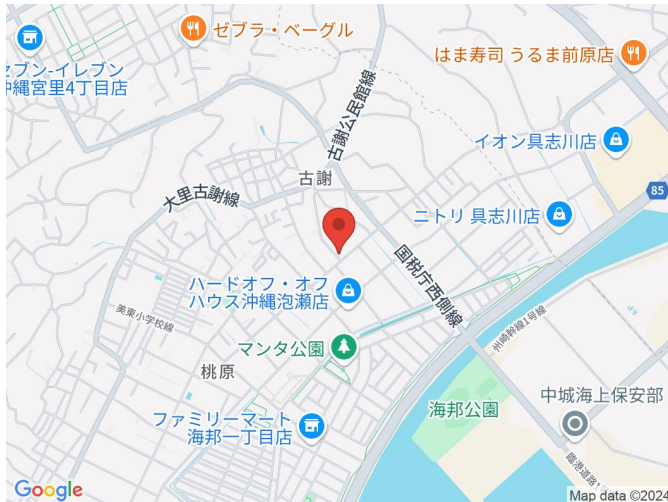 ゼブラ・ベーグル
はま寿司 うるま前原店
セブン-イレブン
沖縄宮里4丁目店
古謝公民館線
イオン具志川店
古謝
大里古謝線
85
ニトリ 具志川店
国税庁西側線
ハードオフ・オフ
ハウス沖縄泡瀬店
美東小学校線
州崎幹線1号線
マンタ公園
桃原
中城海上保安部
海邦公園
ファミリーマート
海邦一丁目店
臨港道路1
Google
Map data ©2024